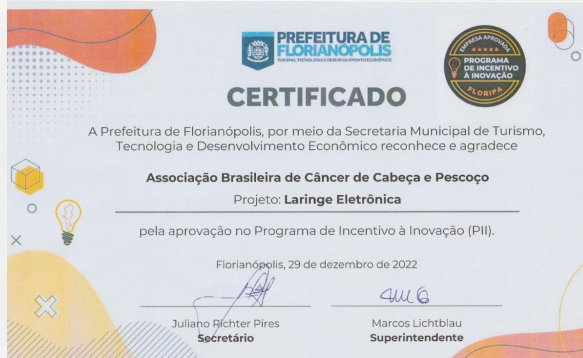 PREFEITURA DE
FLORIANÓPOLIS
TURISMO, TECNOLOGIA E DESENVOLVIMENTO ECONÔMICO
EMPRESA APROVADA
PROGRAMA
DE INCENTIVO
À INOVAÇÃO
FLORIPA
CERTIFICADO
A Prefeitura de Florianópolis, por meio da Secretaria Municipal de Turismo,
Tecnologia e Desenvolvimento Econômico reconhece e agradece
Associação Brasileira de Câncer de Cabeça e Pescoço
Projeto: Laringe Eletrônica
pela aprovação no Programa de Incentivo à Inovação (PII).
Florianópolis, 29 de dezembro de 2022
Juliano Richter Pires
Secretário
Marcos Lichtblau
Superintendente